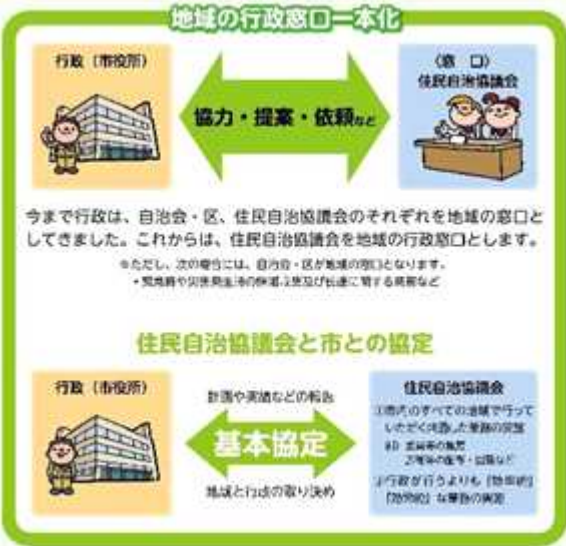 地域の行政窓口一本化
行政（市役所）
協力・提案・依頼など
（窓　口）
住民自治協議会
今まで行政は、自治会・区、住民自治協議会のそれぞれを地域の窓口と
してきました。これからは、住民自治協議会を地域の行政窓口とします。
※ただし、次の場合には、自治会・区が地域の窓口となります。
住民自治協議会と市との協定
行政（市役所）
計画や実績などの報告
基本協定
地域と行政の取り決め
住民自治協議会
①市内のすべての地域で行って
いただく共通した業務の実施
②行政が行うよりも「効率的」
「効果的」な業務の実施